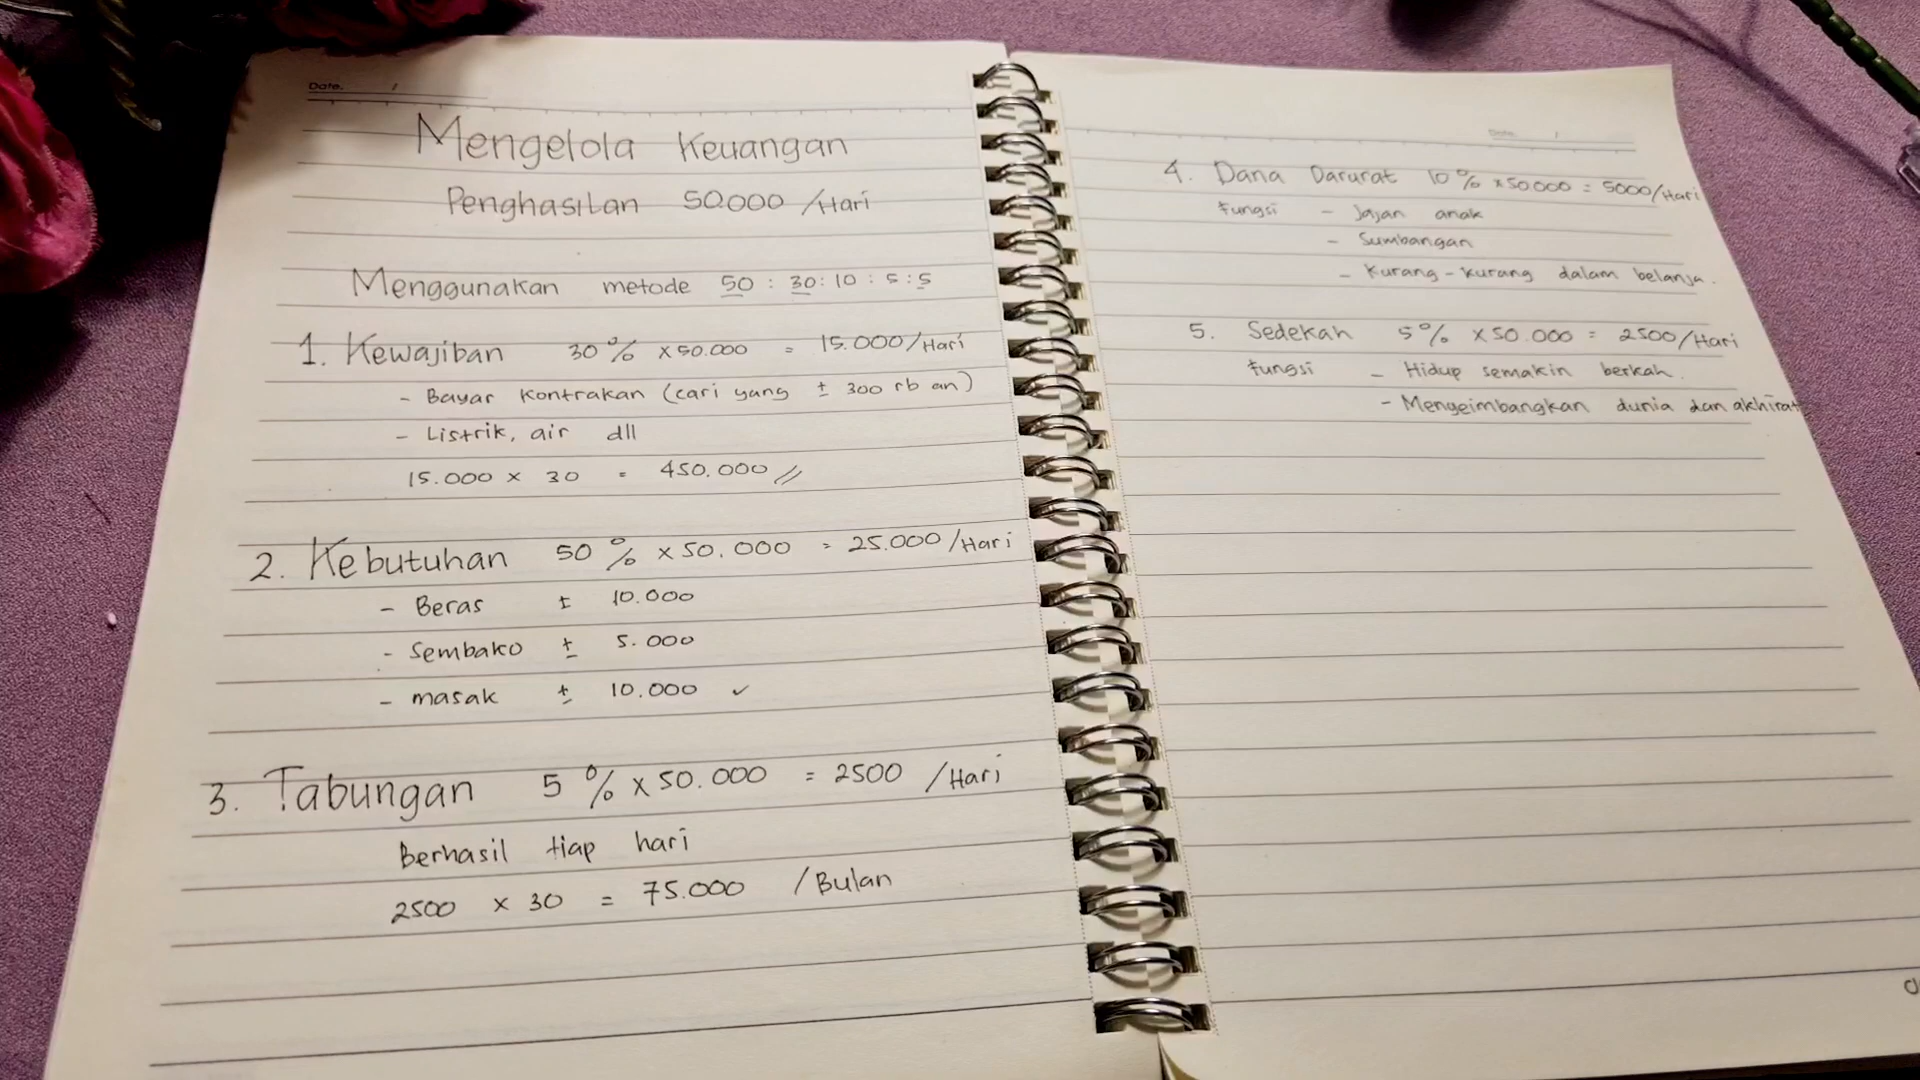 Date. /
Mengelola Keuangan
Penghasilan 50.000 /Hari
Menggunakan metode 50 : 30 : 10 : 5 : 5
1. Kewajiban 30% x 50.000 = 15.000/Hari
- Bayar Kontrakan (cari yang ± 300 rb an)
- Listrik, air dll
15.000 x 30 = 450.000 //
2. Kebutuhan 50% x 50.000 = 25.000/Hari
- Beras ± 10.000
- Sembako ± 5.000
- masak ± 10.000 ✓
3. Tabungan 5% x 50.000 = 2500 /Hari
Berhasil tiap hari
2500 x 30 = 75.000 /Bulan
Date. /
4. Dana Darurat 10% x 50000 = 5000/Hari
fungsi - Jajan anak
- Sumbangan
- Kurang-kurang dalam belanja.
5. Sedekah 5% x 50.000 = 2500/Hari
fungsi - Hidup semakin berkah.
- Mengeimbangkan dunia dan akhirat